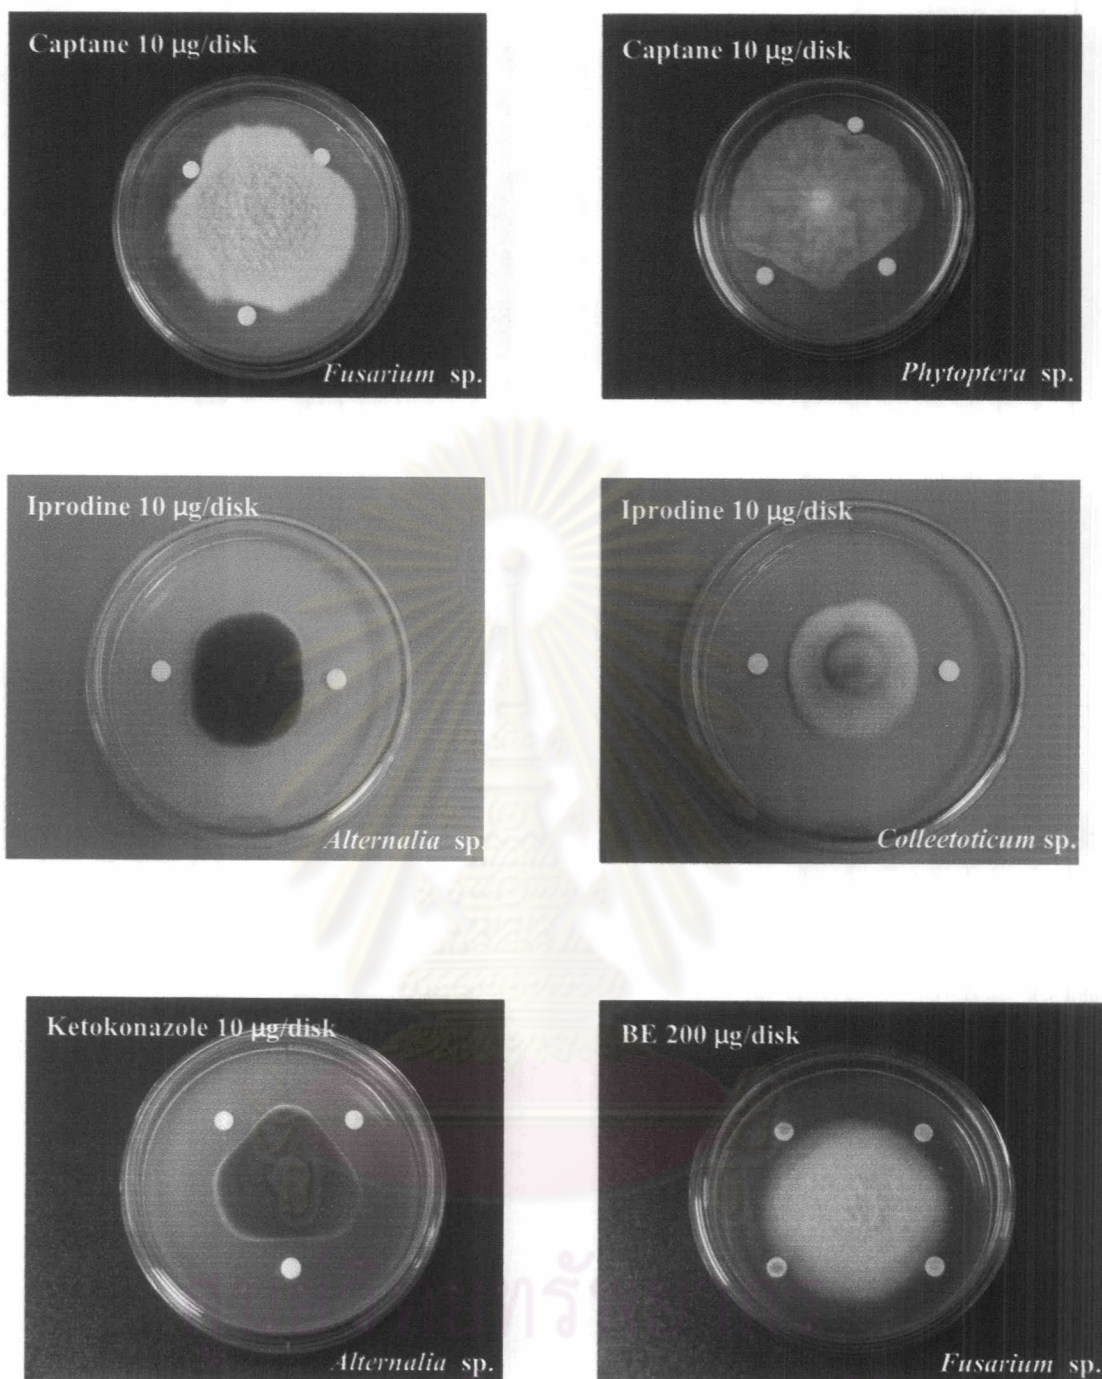 Captane 10 µg/disk
Fusarium sp.
Captane 10 µg/disk
Phytoptera sp.
Iprodine 10 µg/disk
Alternalia sp.
Iprodine 10 µg/disk
Colleetoticum sp.
Ketokonazole 10 µg/disk
Alternalia sp.
BE 200 µg/disk
Fusarium sp.